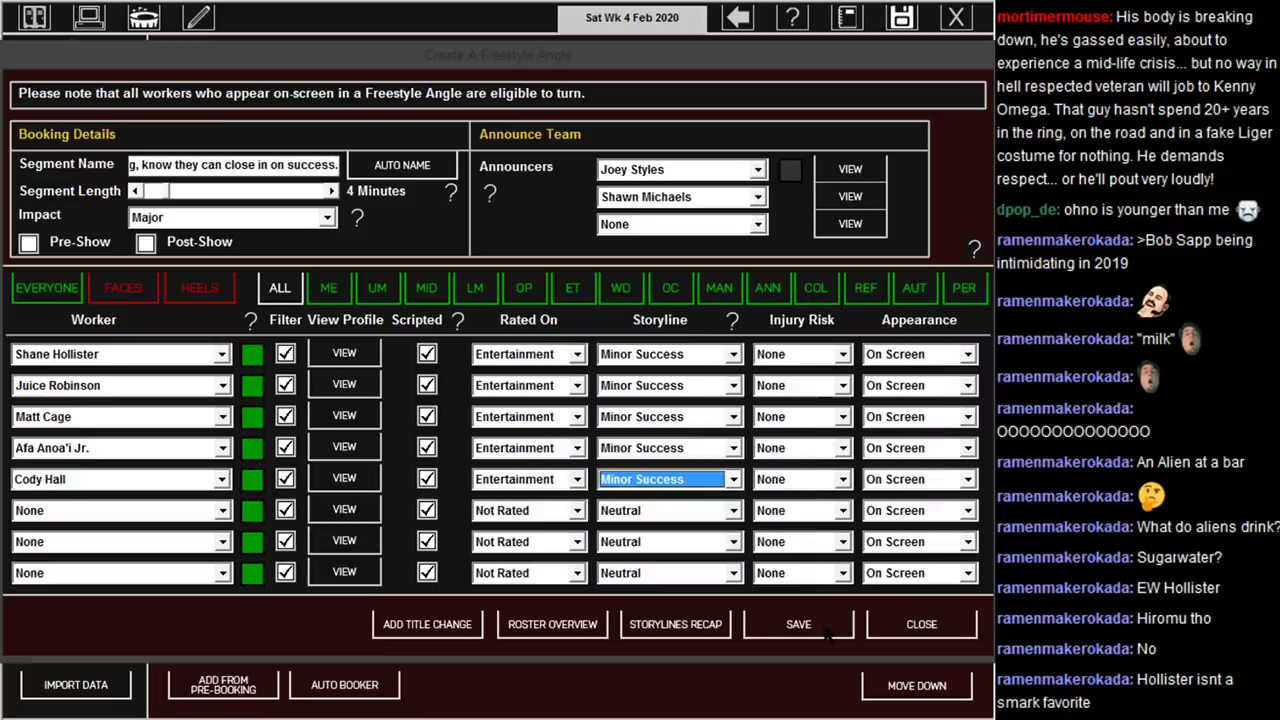 Sat Wk 4 Feb 2020
?
X
Create A Freestyle Angle
Please note that all workers who appear on-screen in a Freestyle Angle are eligible to turn.
Booking Details
Segment Name g, know they can close in on success. AUTO NAME
Segment Length 4 Minutes ?
Impact Major ?
Pre-Show Post-Show
Announce Team
Announcers Joey Styles VIEW
? Shawn Michaels VIEW
None VIEW
?
EVERYONE FACES HEELS ALL ME UM MID LM OP ET WD OC MAN ANN COL REF AUT PER
Worker ? Filter View Profile Scripted ? Rated On Storyline ? Injury Risk Appearance
Shane Hollister VIEW Entertainment Minor Success None On Screen
Juice Robinson VIEW Entertainment Minor Success None On Screen
Matt Cage VIEW Entertainment Minor Success None On Screen
Afa Anoa'i Jr. VIEW Entertainment Minor Success None On Screen
Cody Hall VIEW Entertainment Minor Success None On Screen
None VIEW Not Rated Neutral None On Screen
None VIEW Not Rated Neutral None On Screen
None VIEW Not Rated Neutral None On Screen
ADD TITLE CHANGE ROSTER OVERVIEW STORYLINES RECAP SAVE CLOSE
IMPORT DATA ADD FROM PRE-BOOKING AUTO BOOKER MOVE DOWN
mortimermouse: His body is breaking
down, he's gassed easily, about to
experience a mid-life crisis... but no way in
hell respected veteran will job to Kenny
Omega. That guy hasn't spend 20+ years
in the ring, on the road and in a fake Liger
costume for nothing. He demands
respect... or he'll pout very loudly!
dpop_de: ohno is younger than me
ramenmakerokada: >Bob Sapp being
intimidating in 2019
ramenmakerokada:
ramenmakerokada: "milk"
ramenmakerokada:
ramenmakerokada:
OOOOOOOOOOOOOO
ramenmakerokada: An Alien at a bar
ramenmakerokada:
ramenmakerokada: What do aliens drink?
ramenmakerokada: Sugarwater?
ramenmakerokada: EW Hollister
ramenmakerokada: Hiromu tho
ramenmakerokada: No
ramenmakerokada: Hollister isnt a
smark favorite